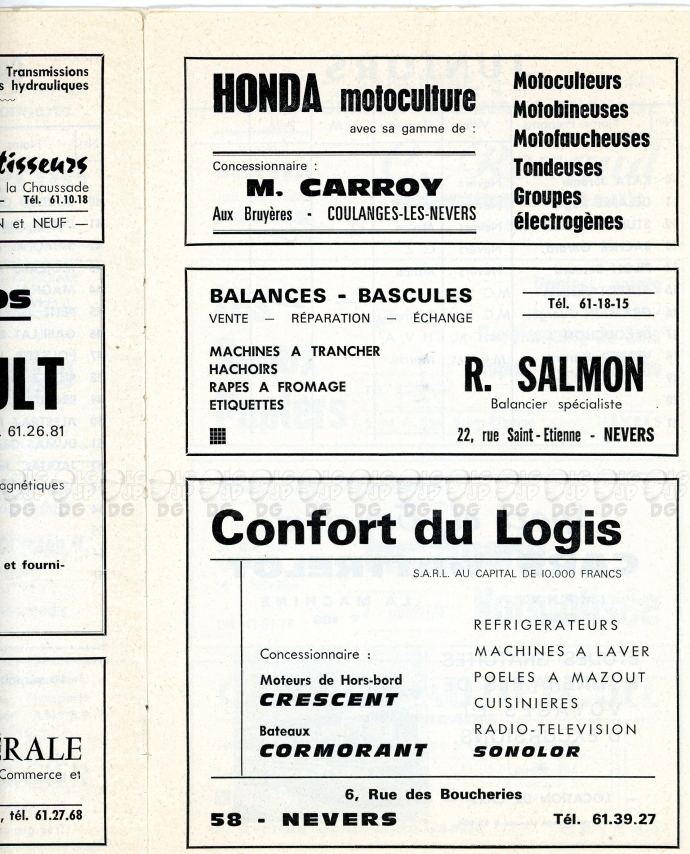 Transmissions
hydrauliques
tisseurs
la Chaussade
Tél. 61.10.18
N et NEUF —
OS
ULT
61.26.81
agnétiques
et fourni-
RALE
Commerce et
, tél. 61.27.68
HONDA motoculture
avec sa gamme de :
Concessionnaire :
M. CARROY
Aux Bruyères - COULANGES-LES-NEVERS
Motoculteurs
Motobineuses
Motofaucheuses
Tondeuses
Groupes
électrogènes
BALANCES - BASCULES
VENTE — RÉPARATION — ÉCHANGE
MACHINES A TRANCHER
HACHOIRS
RAPES A FROMAGE
ETIQUETTES
Tél. 61-18-15
R. SALMON
Balancier spécialiste
22, rue Saint-Etienne - NEVERS
Confort du Logis
S.A.R.L. AU CAPITAL DE 10.000 FRANCS
Concessionnaire :
Moteurs de Hors-bord
CRESCENT
Bateaux
CORMORANT
REFRIGERATEURS
MACHINES A LAVER
POELES A MAZOUT
CUISINIERES
RADIO-TELEVISION
SONOLOR
6, Rue des Boucheries
58 - NEVERS
Tél. 61.39.27